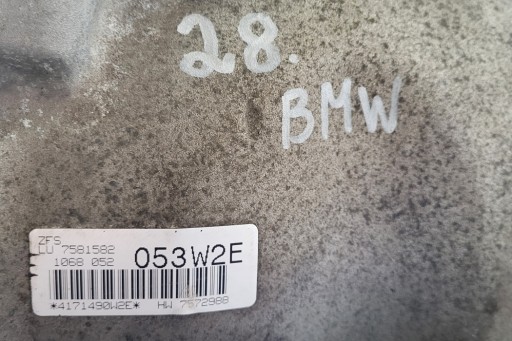 28.
BMW
ZFS
LU 7581582
1068 052
053W2E
*4171490W2E* HW 7572988